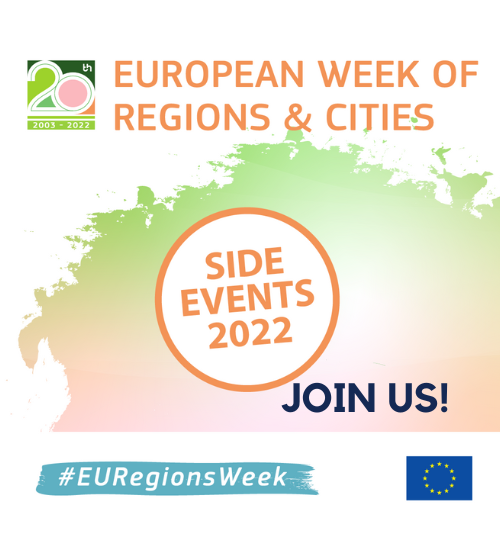 20th
2003 - 2022
EUROPEAN WEEK OF
REGIONS & CITIES
SIDE
EVENTS
2022
JOIN US!
#EURegionsWeek